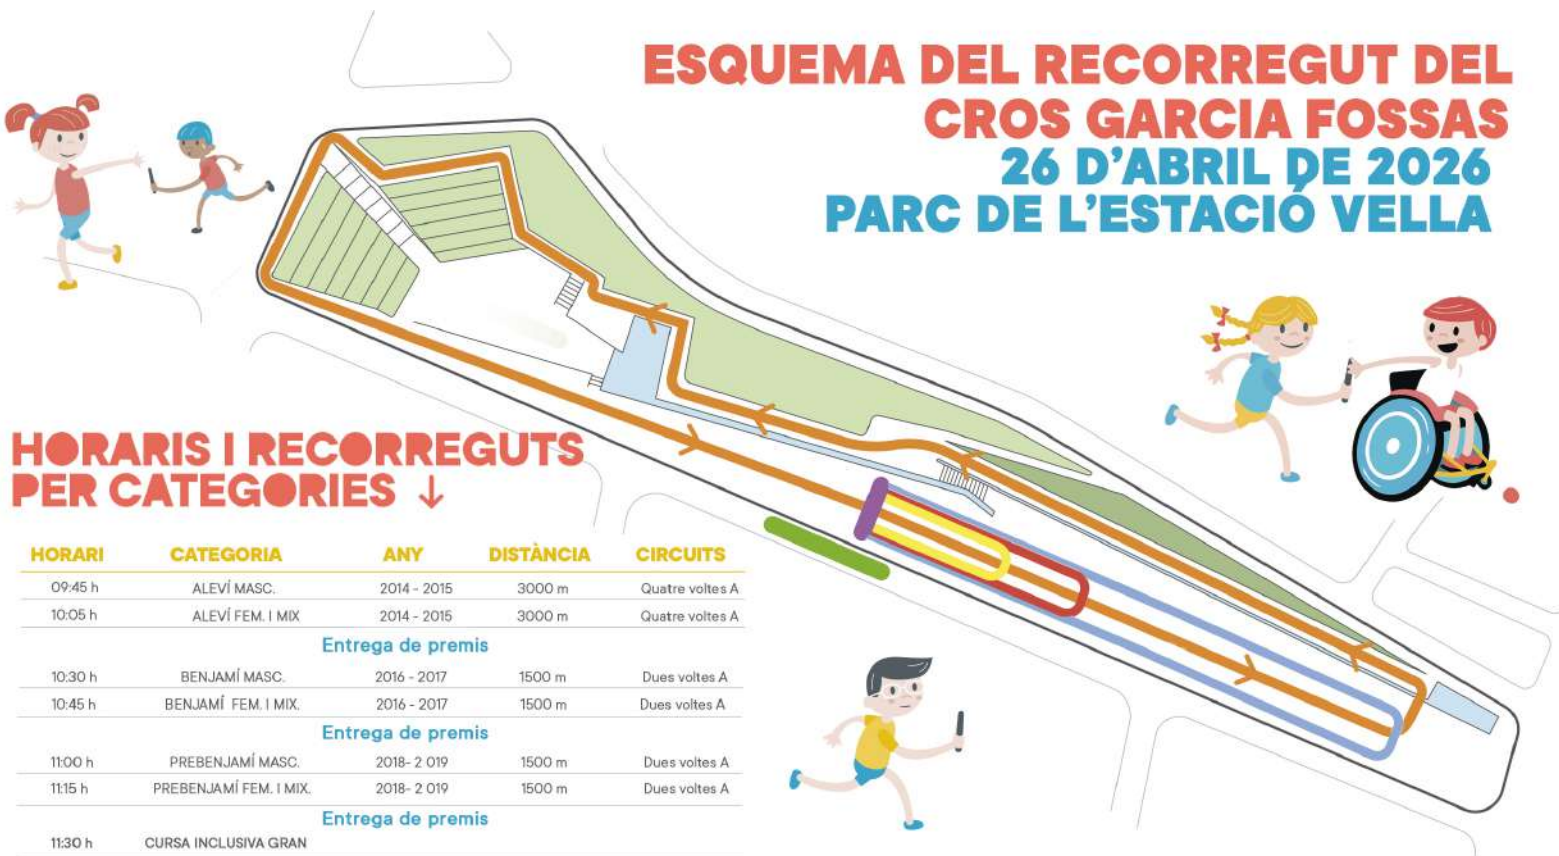 ESQUEMA DEL RECORREGUT DEL
CROS GARCIA FOSSAS
26 D'ABRIL DE 2026
PARC DE L'ESTACIÓ VELLA
HORARIS I RECORREGUTS
PER CATEGORIES ↓
HORARI CATEGORIA ANY DISTÀNCIA CIRCUITS
09:45 h ALEVÍ MASC. 2014 - 2015 3000 m Quatre voltes A
10:05 h ALEVÍ FEM. I MIX 2014 - 2015 3000 m Quatre voltes A
Entrega de premis
10:30 h BENJAMÍ MASC. 2016 - 2017 1500 m Dues voltes A
10:45 h BENJAMÍ FEM. I MIX. 2016 - 2017 1500 m Dues voltes A
Entrega de premis
11:00 h PREBENJAMÍ MASC. 2018- 2 019 1500 m Dues voltes A
11:15 h PREBENJAMÍ FEM. I MIX. 2018- 2 019 1500 m Dues voltes A
Entrega de premis
11:30 h CURSA INCLUSIVA GRAN